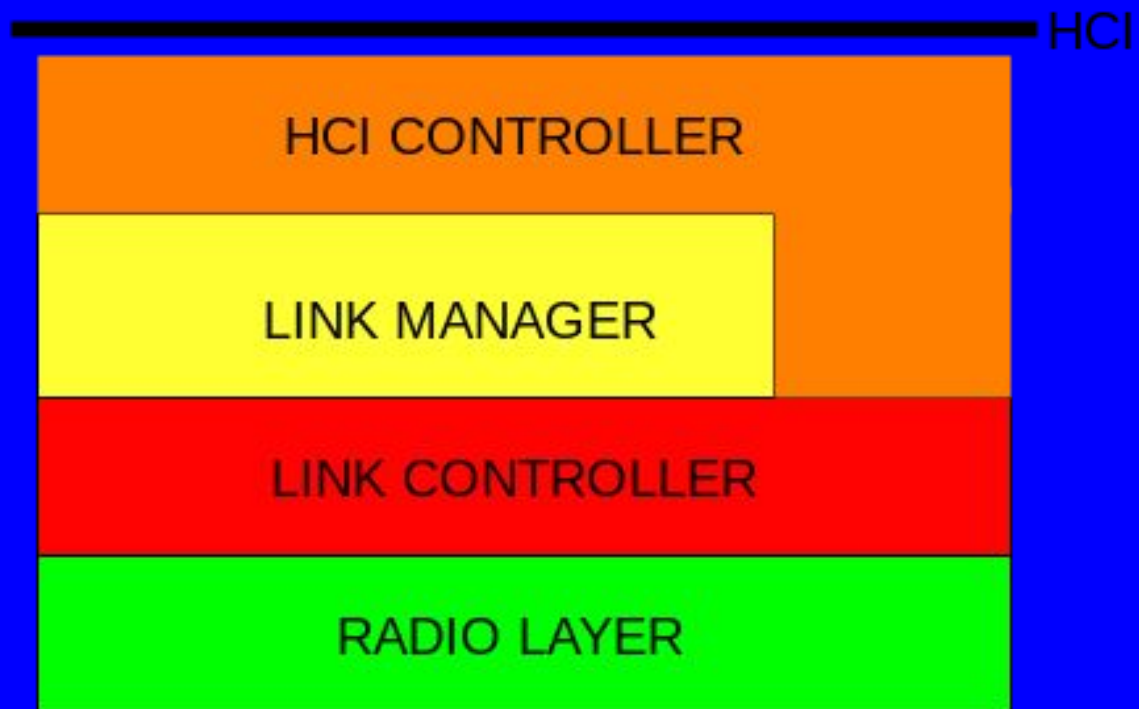 HCI
HCI CONTROLLER
LINK MANAGER
LINK CONTROLLER
RADIO LAYER